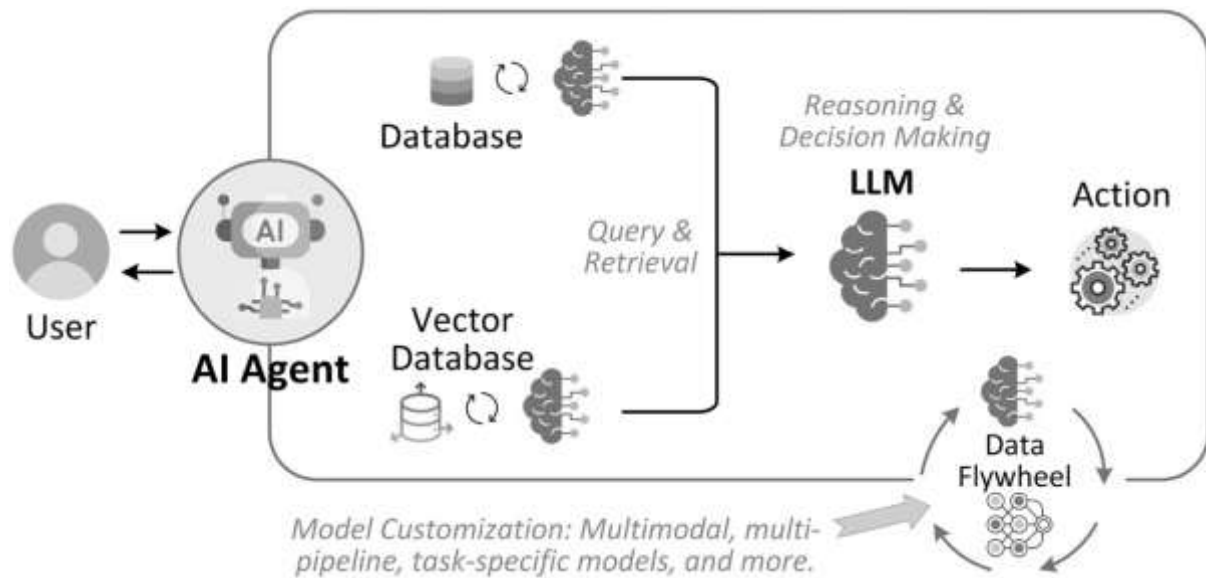 Database
Reasoning &
Decision Making
LLM
Action
AI
Query &
Retrieval
User
AI Agent
Vector
Database
Data
Flywheel
Model Customization: Multimodal, multi-
pipeline, task-specific models, and more.